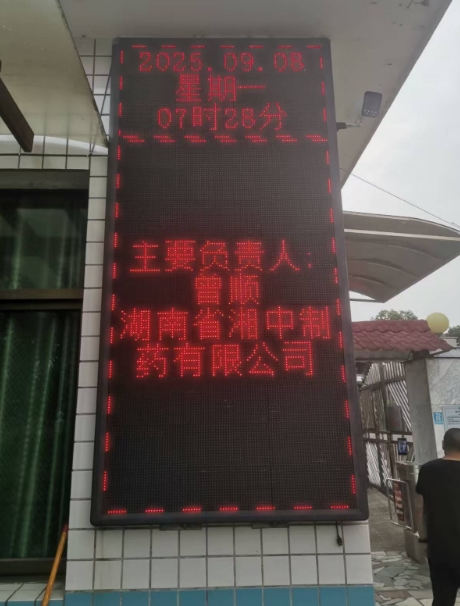 2025.09.08
星期一
07时28分
主要负责人:
曾顺
湖南省湘中制
药有限公司